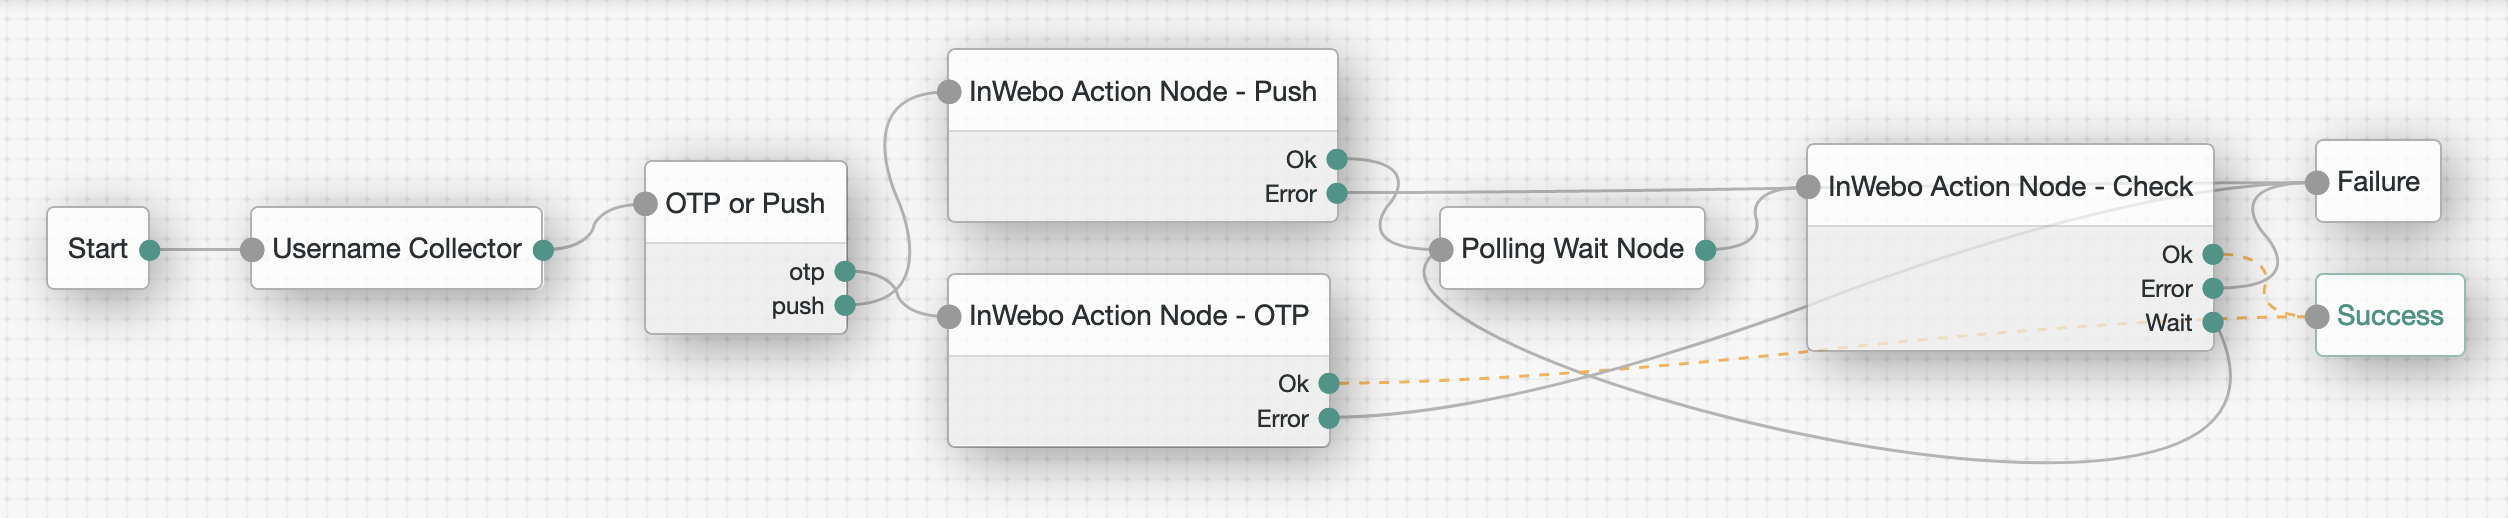 Start
Username Collector
OTP or Push
otp
push
InWebo Action Node - Push
Ok
Error
InWebo Action Node - OTP
Ok
Error
Polling Wait Node
InWebo Action Node - Check
Ok
Error
Wait
Failure
Success